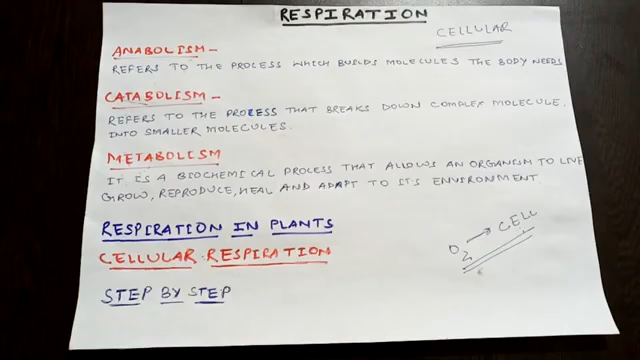 RESPIRATION
CELLULAR
ANABOLISM -
REFERS TO THE PROCESS WHICH BUILDS MOLECULES THE BODY NEEDS
CATABOLISM -
REFERS TO THE PROCESS THAT BREAKS DOWN COMPLEX MOLECULE,
INTO SMALLER MOLECULES.
METABOLISM
IT IS A BIOCHEMICAL PROCESS THAT ALLOWS AN ORGANISM TO LIVE
GROW, REPRODUCE, HEAL AND ADAPT TO IT'S ENVIRONMENT.
RESPIRATION IN PLANTS
O2 → CELL
CELLULAR RESPIRATION
STEP BY STEP